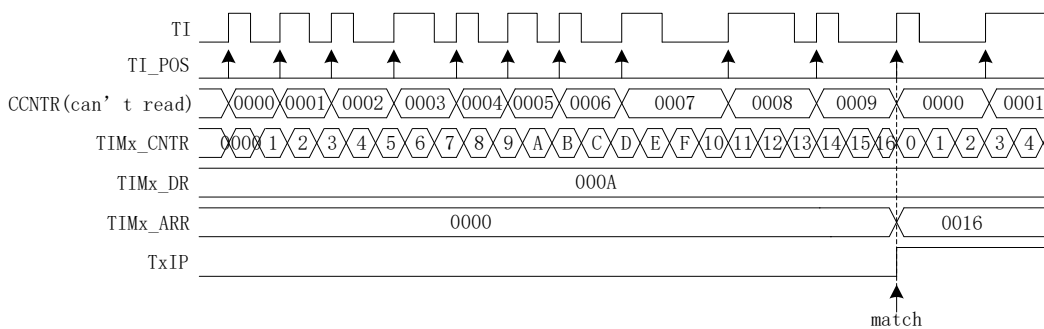 TI
TI_POS
CCNTR(can't read) 0000 0001 0002 0003 0004 0005 0006 0007 0008 0009 0000 0001
TIMx_CNTR 0000 1 2 3 4 5 6 7 8 9 A B C D E F 10 11 12 13 14 15 16 0 1 2 3 4
TIMx_DR 000A
TIMx_ARR 0000 0016
TxIP
match